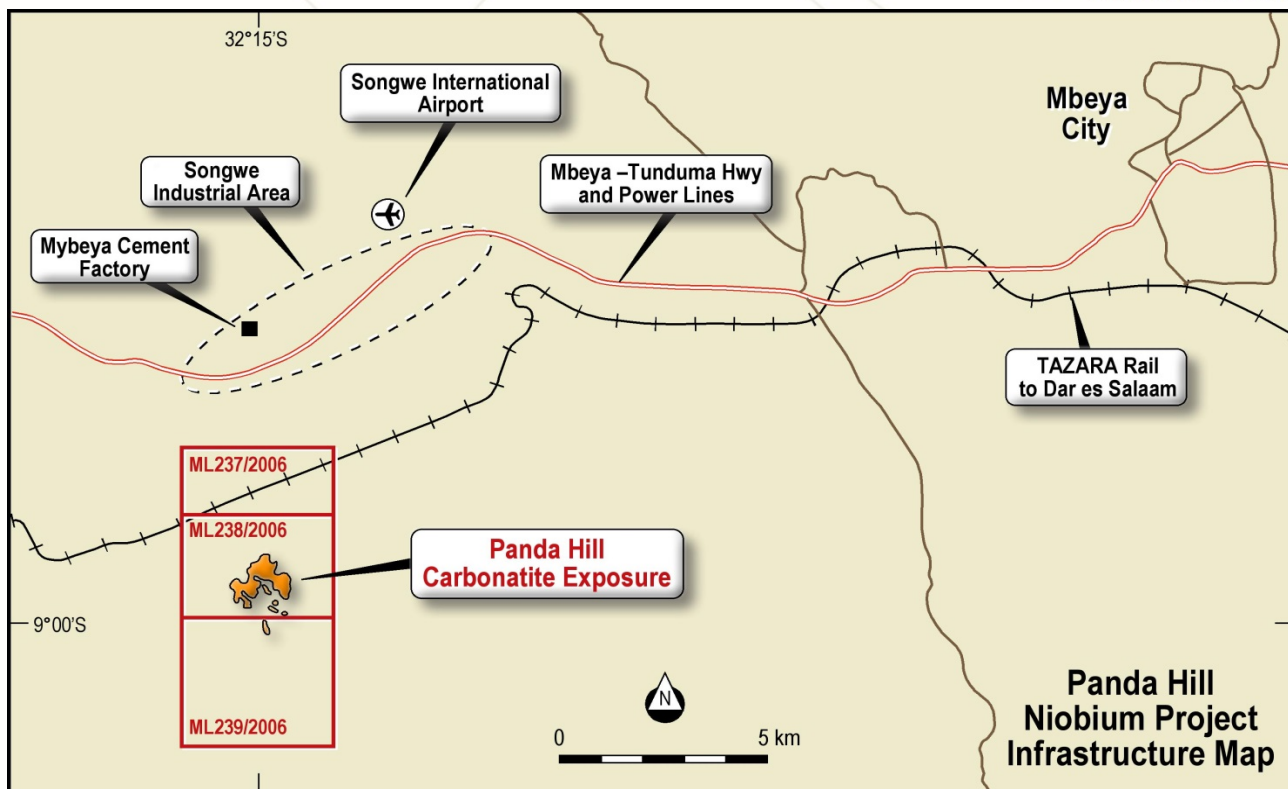 32°15'S
Songwe International
Airport
Mbeya
City
Songwe
Industrial Area
Mbeya –Tunduma Hwy
and Power Lines
Mybeya Cement
Factory
TAZARA Rail
to Dar es Salaam
ML237/2006
ML238/2006
Panda Hill
Carbonatite Exposure
9°00'S
ML239/2006
N
0 5 km
Panda Hill
Niobium Project
Infrastructure Map